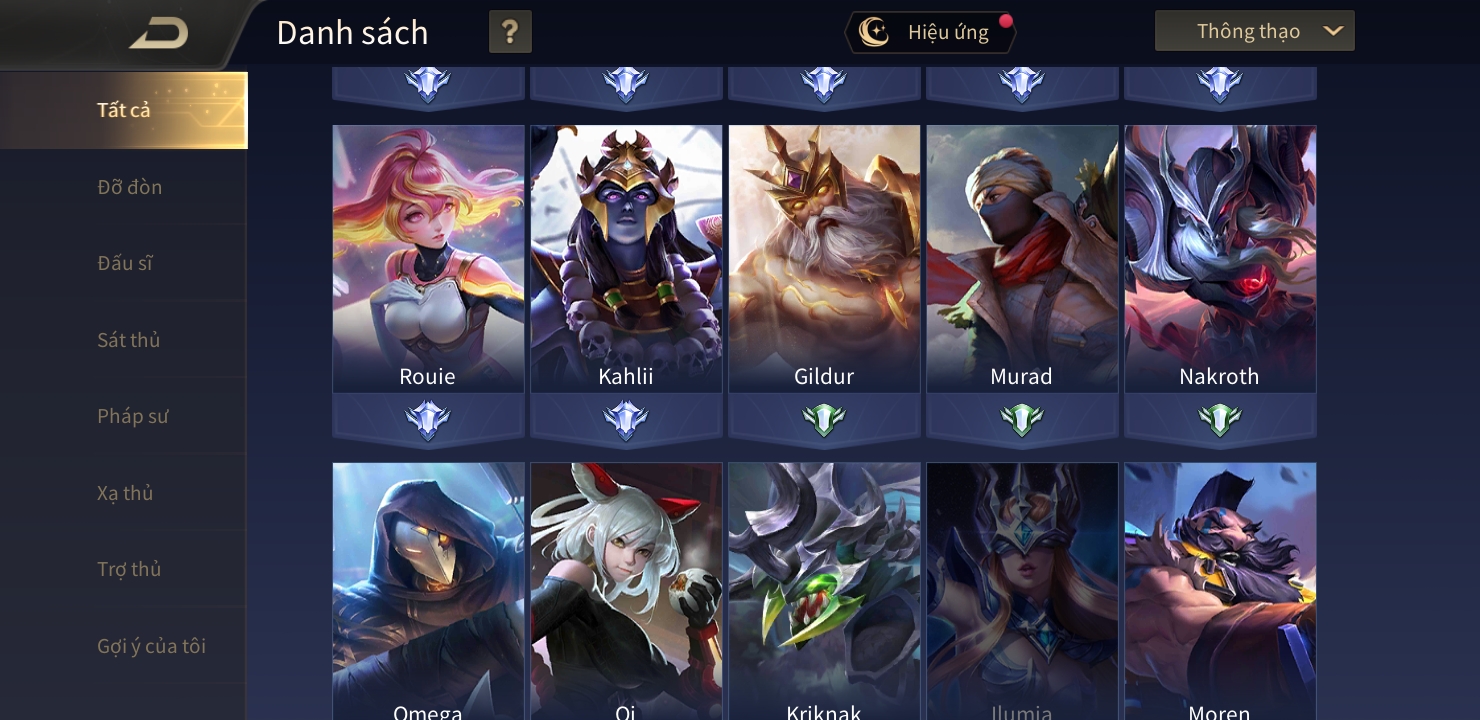 Danh sách
?
Hiệu ứng
Thông thạo
Tất cả
Đỡ đòn
Đấu sĩ
Sát thủ
Pháp sư
Xạ thủ
Trợ thủ
Gợi ý của tôi
Rouie
Kahlii
Gildur
Murad
Nakroth
Omega
Qi
Kriknak
Ilumia
Moren